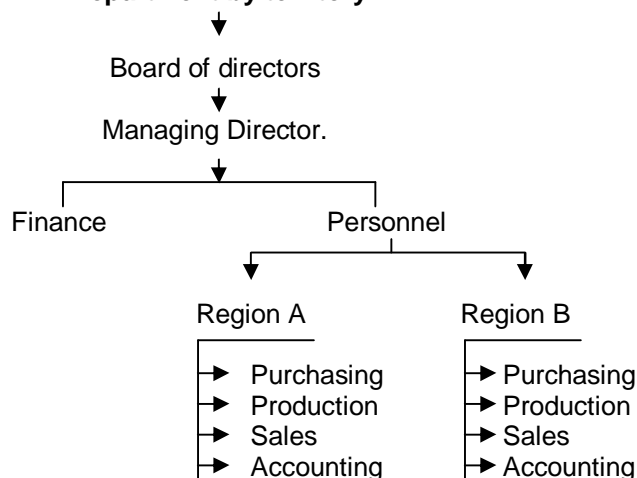 Board of directors
Managing Director.
Finance Personnel
Region A Region B
Purchasing Purchasing
Production Production
Sales Sales
Accounting Accounting